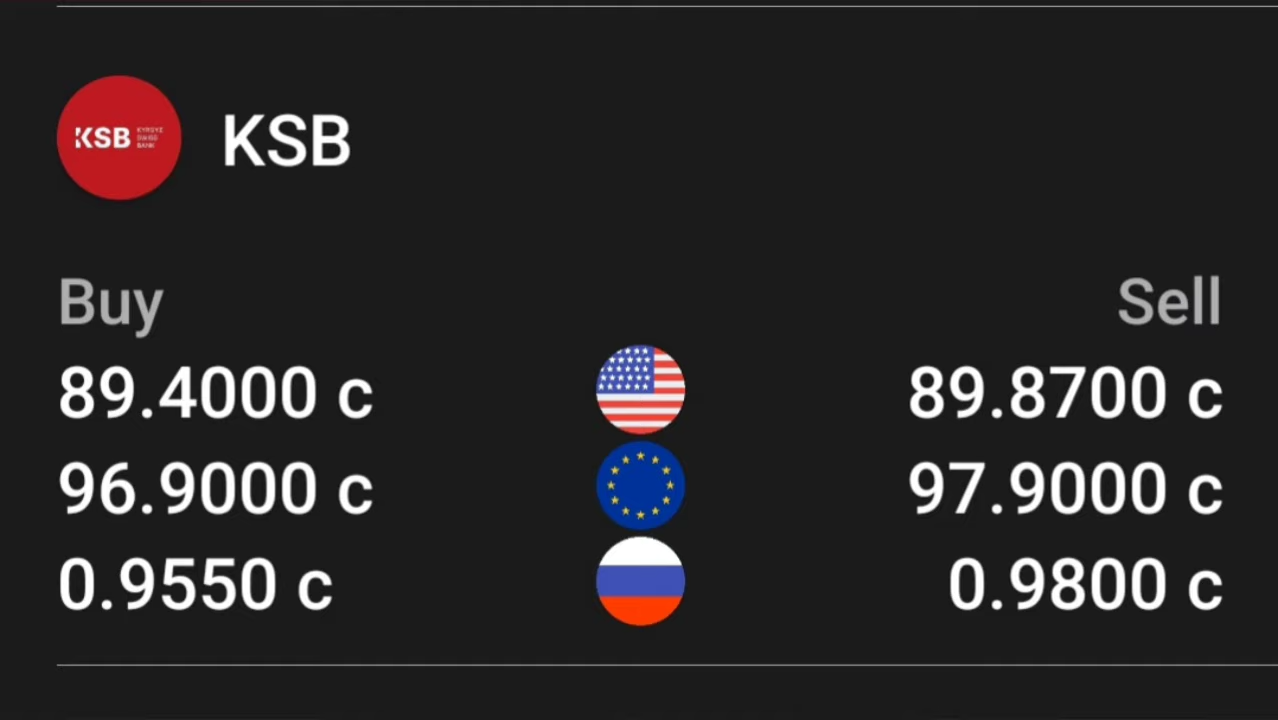 KSB
KSB
Buy Sell
89.4000 с 89.8700 с
96.9000 с 97.9000 с
0.9550 с 0.9800 с